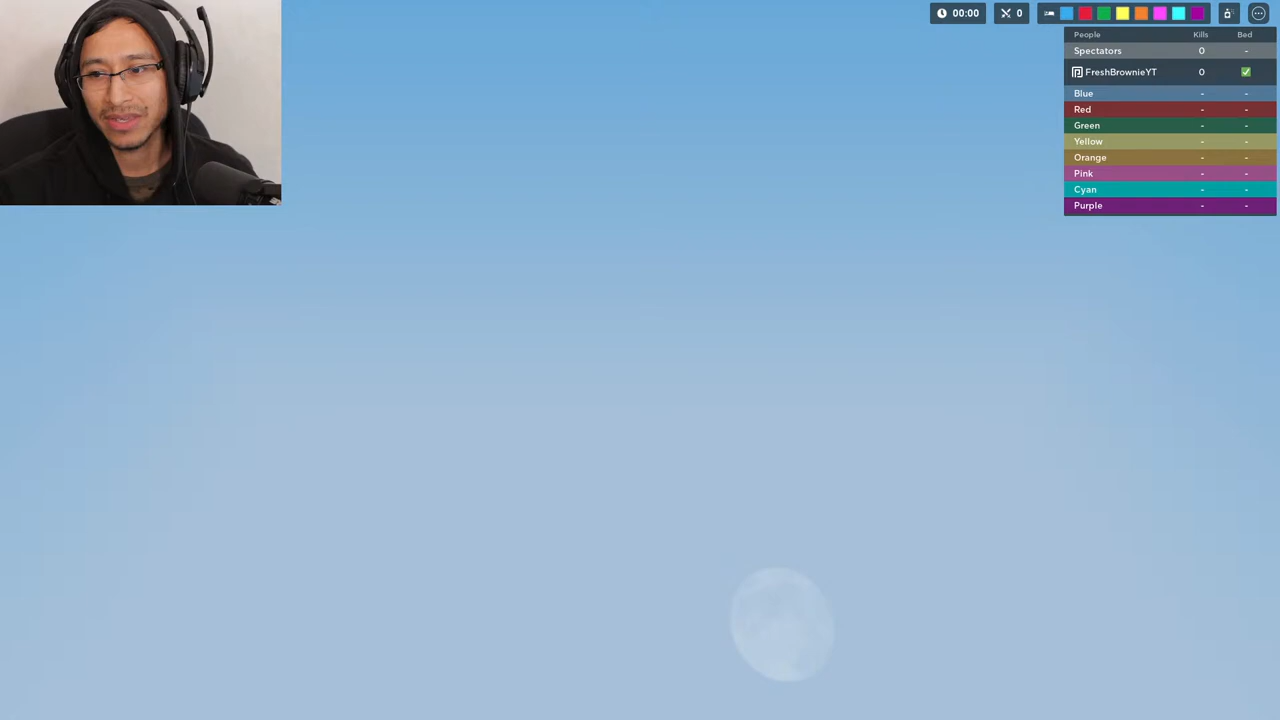 00:00 0
People Kills Bed
Spectators 0 -
FreshBrownieYT 0
Blue - -
Red - -
Green - -
Yellow - -
Orange - -
Pink - -
Cyan - -
Purple - -